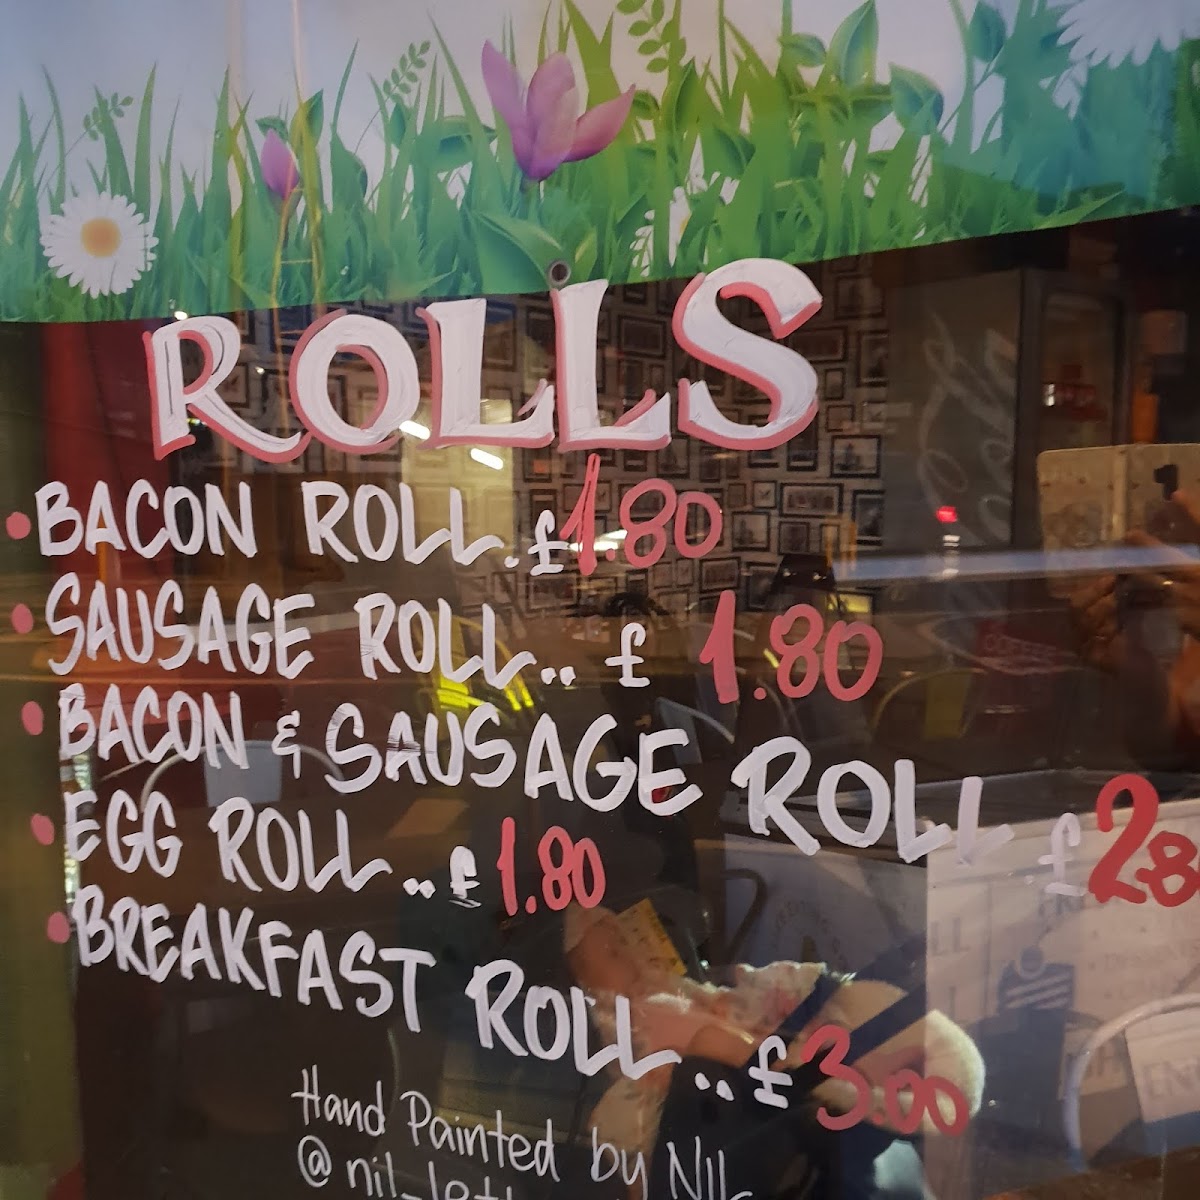 ROLLS
• BACON ROLL. £1.80
• SAUSAGE ROLL.. £ 1.80
• BACON & SAUSAGE ROLL £2.8
• EGG ROLL.. £ 1.80
• BREAKFAST ROLL.. £3.00
Hand Painted by
COFFEE